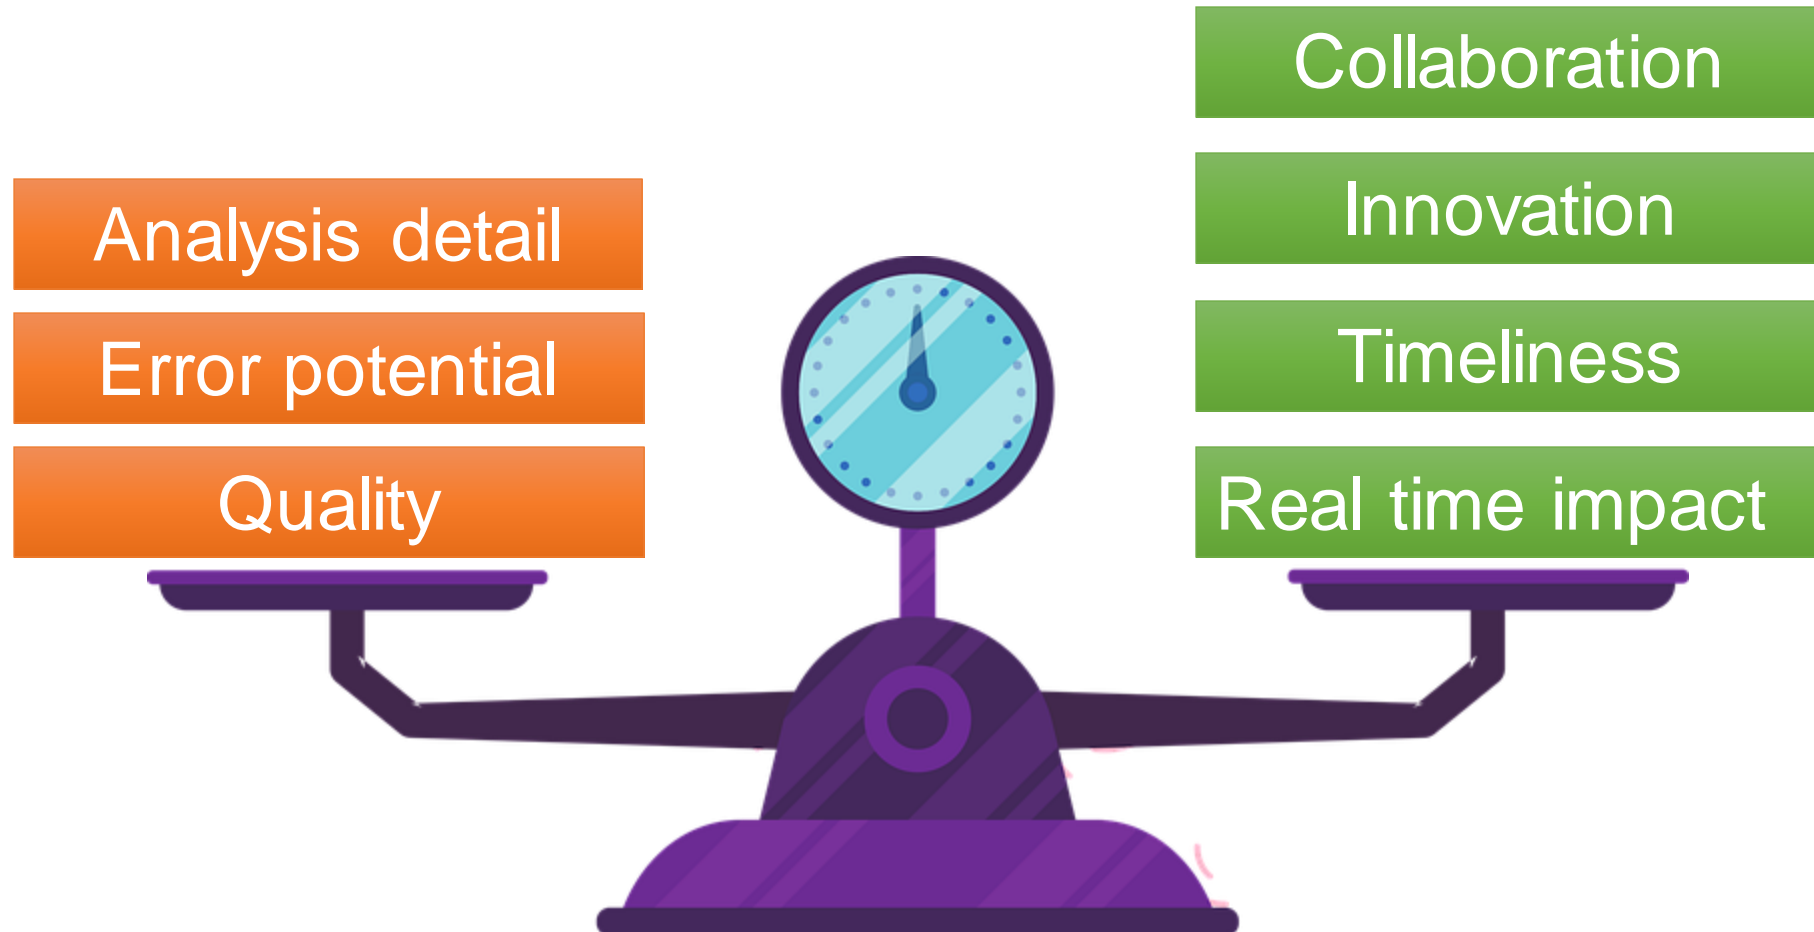 Analysis detail
Error potential
Quality
Collaboration
Innovation
Timeliness
Real time impact